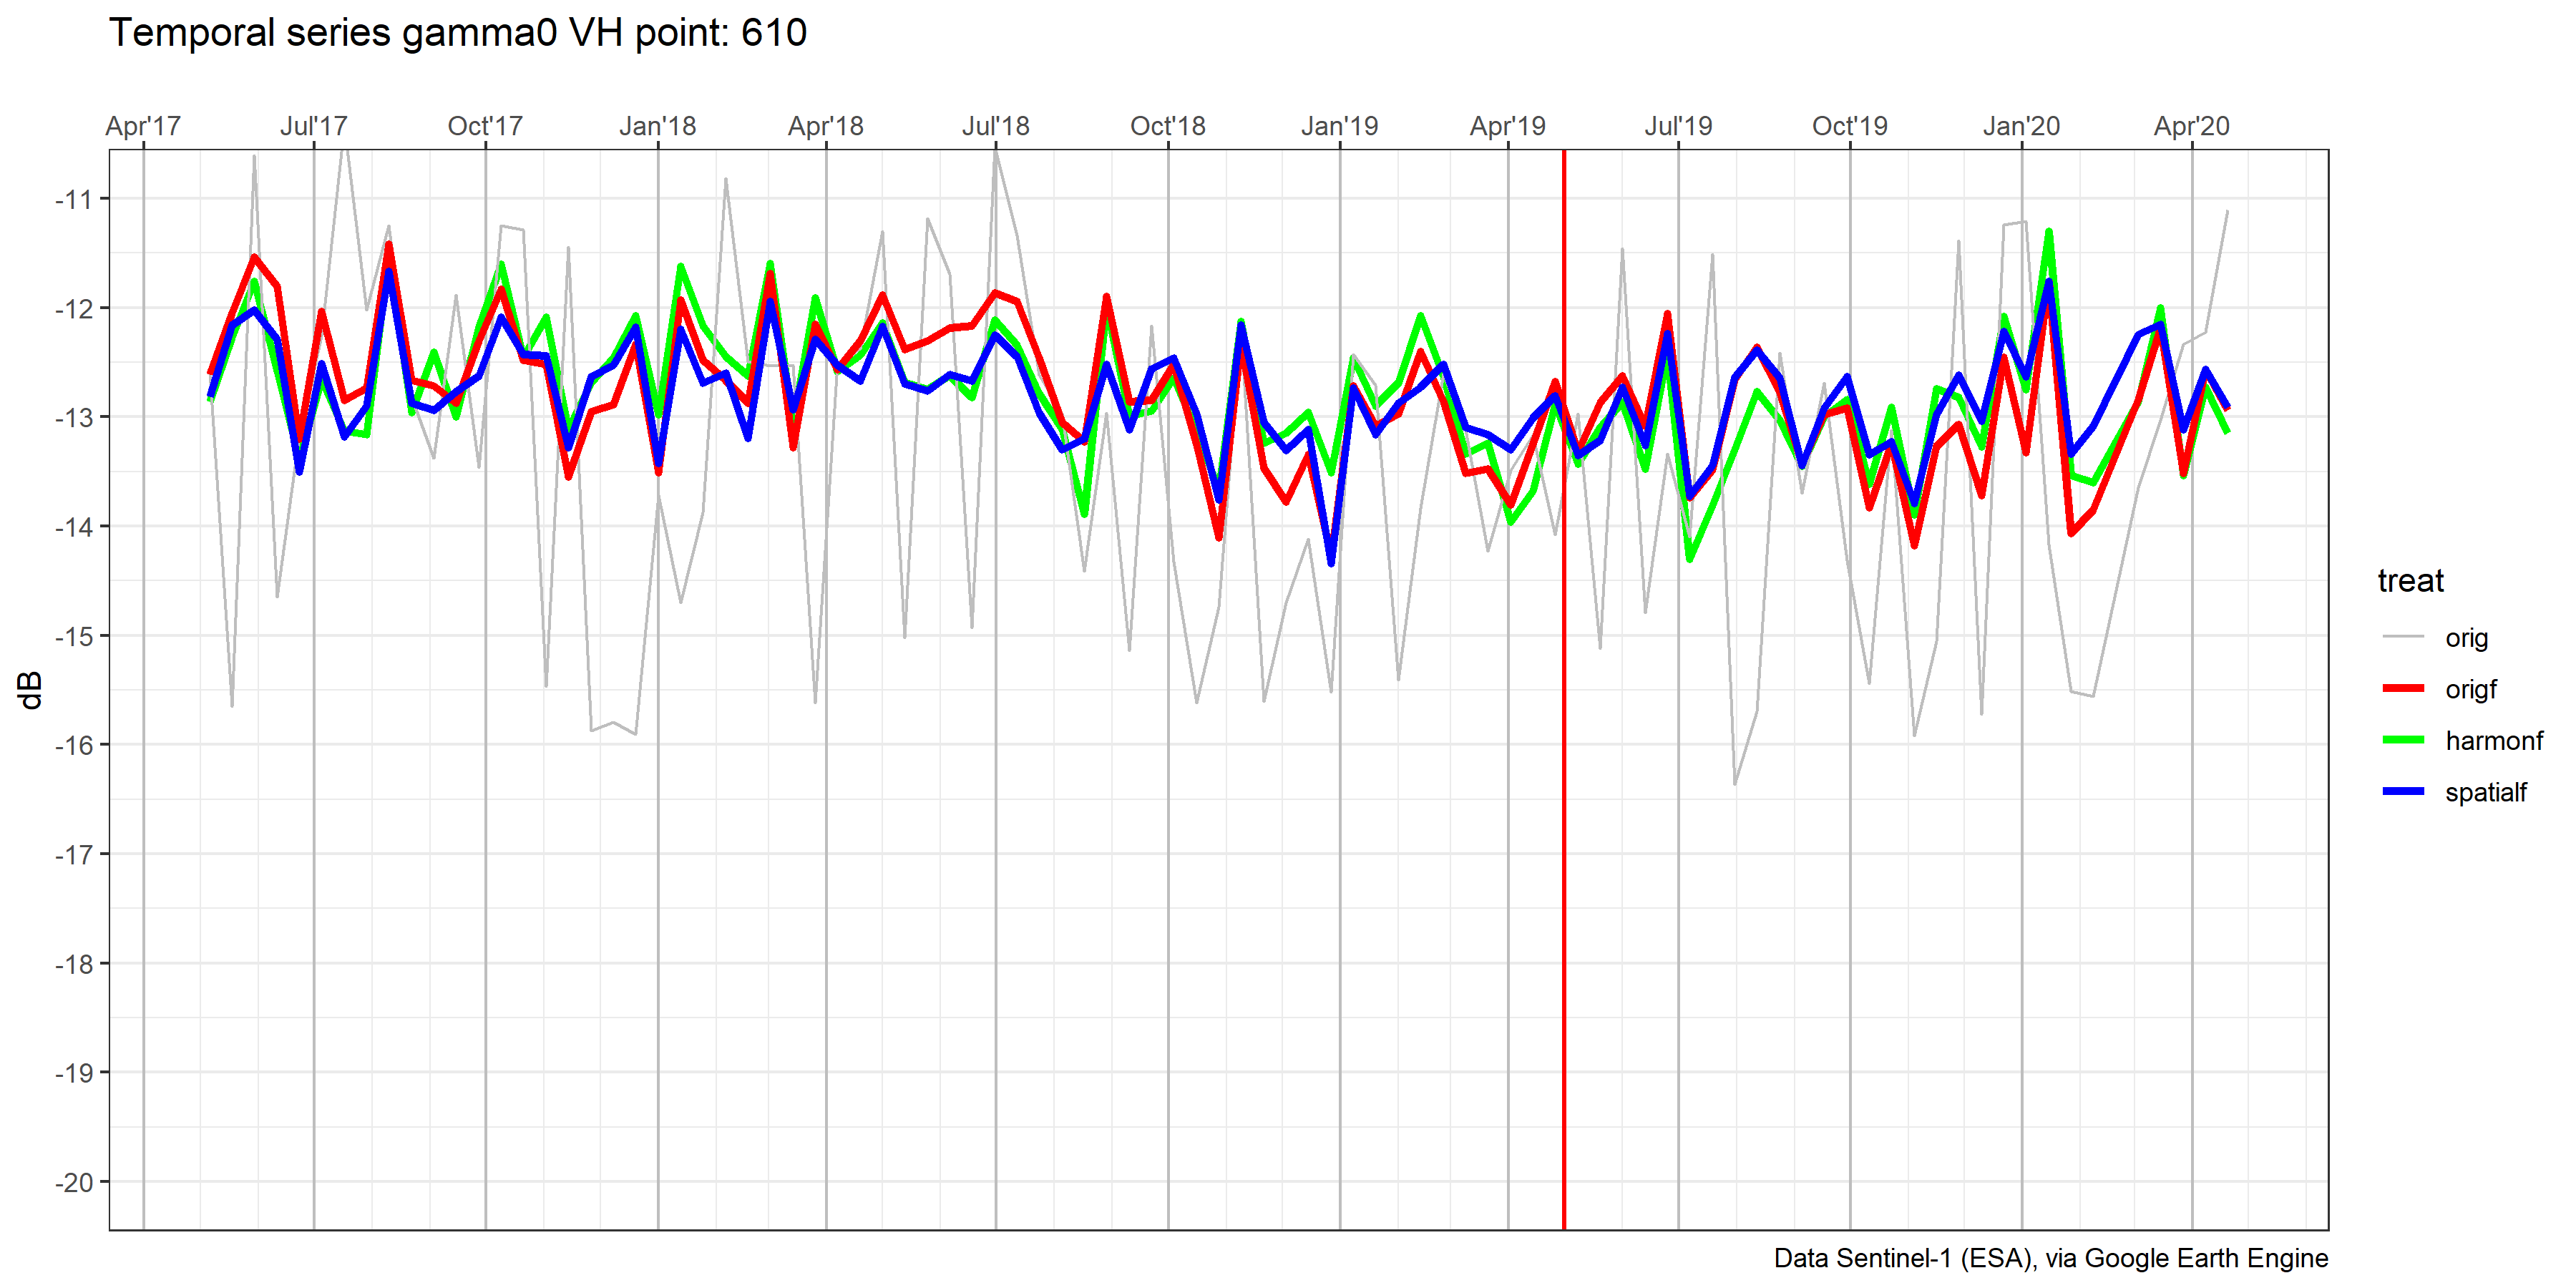 Temporal series gamma0 VH point: 610
Apr'17 Jul'17 Oct'17 Jan'18 Apr'18 Jul'18 Oct'18 Jan'19 Apr'19 Jul'19 Oct'19 Jan'20 Apr'20
-11
-12
-13
-14
-15
-16
-17
-18
-19
-20
dB
treat
orig
origf
harmonf
spatialf
Data Sentinel-1 (ESA), via Google Earth Engine